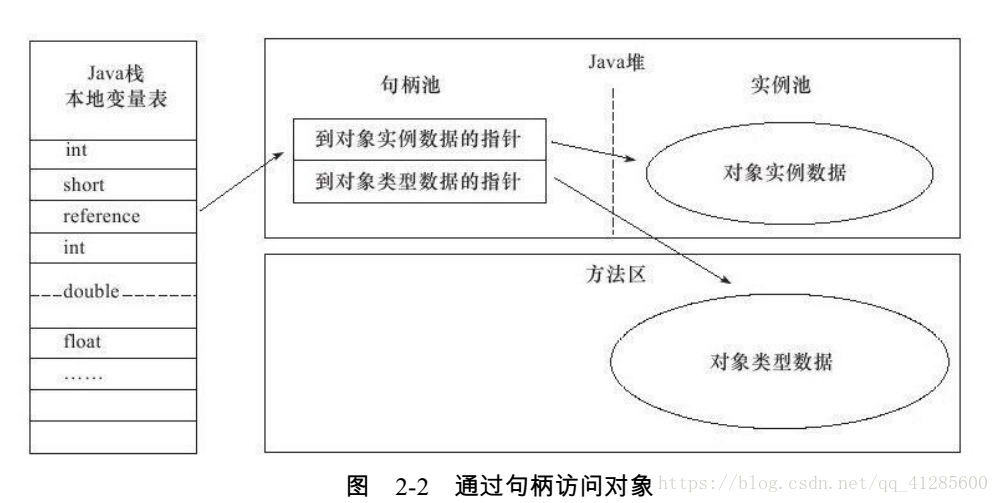 Java栈
本地变量表
int
short
reference
int
double
float
……
Java堆
句柄池
实例池
到对象实例数据的指针
到对象类型数据的指针
对象实例数据
方法区
对象类型数据
图 2-2 通过句柄访问对象
https://blog.csdn.net/qq_41285600